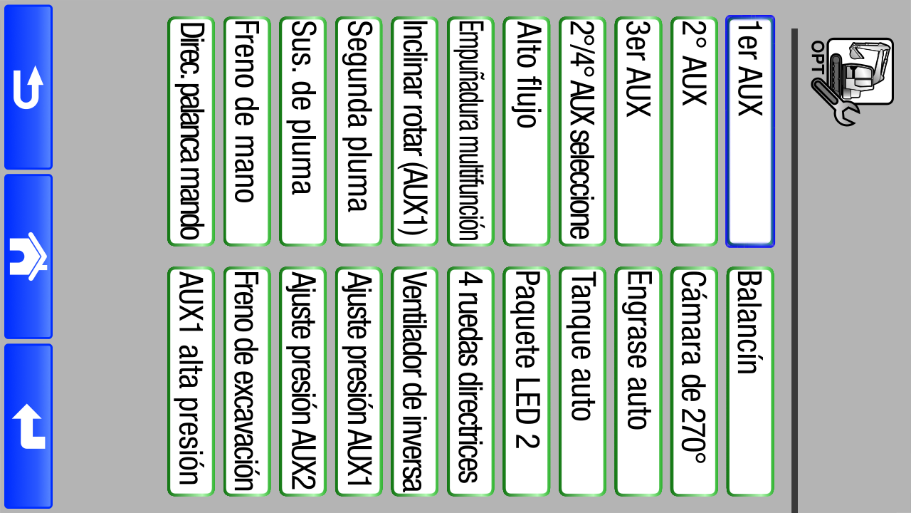 OPT
1er AUX
2° AUX
3er AUX
2°/4° AUX seleccione
Alto flujo
Empuñadura multifunción
Inclinar rotar (AUX1)
Segunda pluma
Sus. de pluma
Freno de mano
Direc. palanca mando
Balancín
Cámara de 270°
Engrase auto
Tanque auto
Paquete LED 2
4 ruedas directrices
Ventilador de inversa
Ajuste presión AUX1
Ajuste presión AUX2
Freno de excavación
AUX1 alta presión